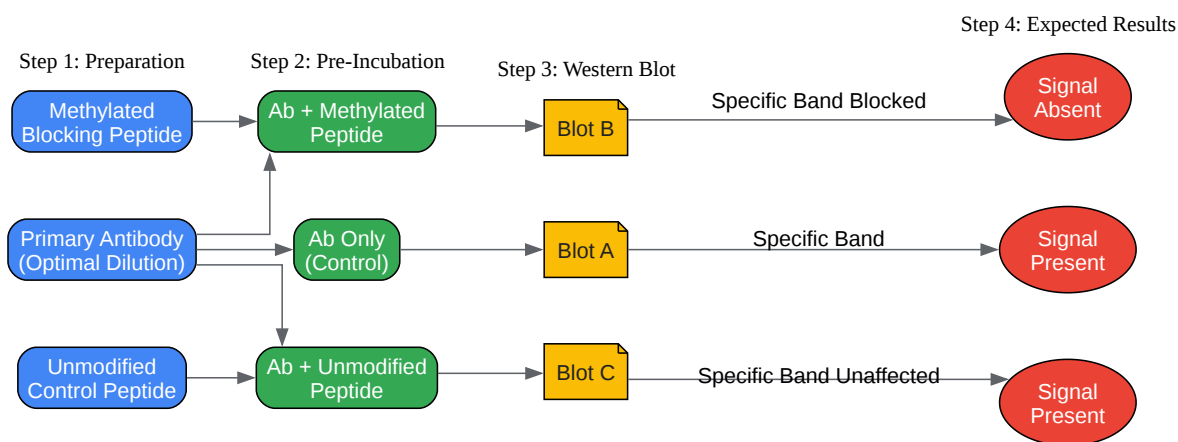 Step 4: Expected Results
Step 1: Preparation
Step 2: Pre-Incubation
Step 3: Western Blot
Methylated
Blocking Peptide
Ab + Methylated
Peptide
Blot B
Specific Band Blocked
Signal
Absent
Primary Antibody
(Optimal Dilution)
Ab Only
(Control)
Blot A
Specific Band
Signal
Present
Unmodified
Control Peptide
Ab + Unmodified
Peptide
Blot C
Specific Band Unaffected
Signal
Present